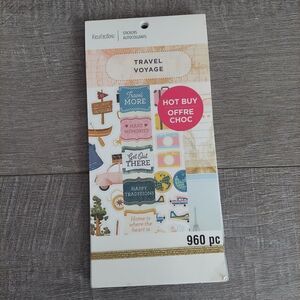 Recollections
STICKERS
AUTOCOLLANTS
TRAVEL
VOYAGE
HOT BUY
OFFRE
CHOC
Travel
MORE
MAKE
MEMORIES
Get Out
THERE
HAPPY
TRADITIONS
Home is
where the
heart is
960 pc